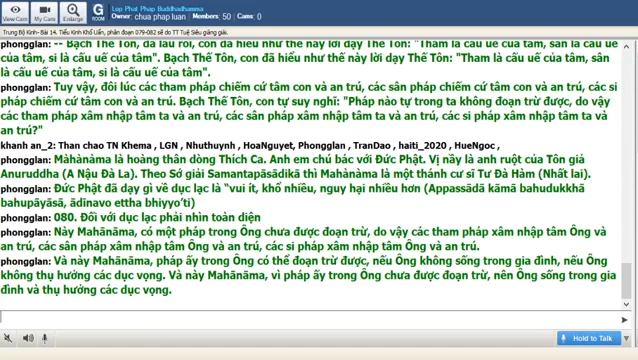 Lop Phat Phap Buddhadhamma
Owner: chua phap luan | Members: 50 | Cams: 0
View Cam
My Cam
Enlarge
G
ROOM
Trung Bộ Kinh- Bài 14. Tiểu Kinh Khổ Uẩn, phân đoạn 079-082 sẽ do TT Tuệ Siêu giảng giải.
phongglan: -- Bạch Thế Tôn, đã lâu rồi, con đã hiểu như thế này lời dạy Thế Tôn: "Tham là cấu uế của tâm, sân là cấu uế
của tâm, si là cấu uế của tâm". Bạch Thế Tôn, con đã hiểu như thế này lời dạy Thế Tôn: "Tham là cấu uế của tâm, sân
là cấu uế của tâm, si là cấu uế của tâm".
phongglan: Tuy vậy, đôi lúc các tham pháp chiếm cứ tâm con và an trú, các sân pháp chiếm cứ tâm con và an trú, các si
pháp chiếm cứ tâm con và an trú. Bạch Thế Tôn, con tự suy nghĩ: "Pháp nào tự trong ta không đoạn trừ được, do vậy
các tham pháp xâm nhập tâm ta và an trú, các sân pháp xâm nhập tâm ta và an trú, các si pháp xâm nhập tâm ta và
an trú?"
khanh an_2: Than chao TN Khema , LGN , Nhuthuynh , HoaNguyet, Phongglan , TranDao , haiti_2020 , HueNgoc ,
phongglan: Mahànàma là hoàng thân dòng Thích Ca. Anh em chú bác với Đức Phật. Vị nầy là anh ruột của Tôn giả
Anuruddha (A Nậu Đà La). Theo Sớ giải Samantapāsādikā thì Mahànàma là một thánh cư sĩ Tư Đà Hàm (Nhất lai).
phongglan: Đức Phật đã dạy gì về dục lạc là "vui ít, khổ nhiều, nguy hại nhiều hơn (Appassādā kāmā bahudukkhā
bahupāyāsā, ādīnavo ettha bhiyyo'ti)
phongglan: 080. Đối với dục lạc phải nhìn toàn diện
phongglan: Này Mahānāma, có một pháp trong Ông chưa được đoạn trừ, do vậy các tham pháp xâm nhập tâm Ông và
an trú, các sân pháp xâm nhập tâm Ông và an trú, các si pháp xâm nhập tâm Ông và an trú.
phongglan: Và này Mahānāma, pháp ấy trong Ông có thể đoạn trừ được, nếu Ông không sống trong gia đình, nếu Ông
không thụ hưởng các dục vọng. Và này Mahānāma, vì pháp ấy trong Ông chưa được đoạn trừ, nên Ông sống trong gia
đình và thụ hưởng các dục vọng.
Hold to Talk